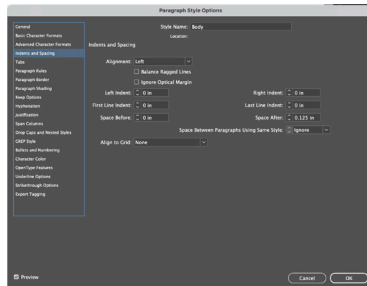 Paragraph Style Options
General
Basic Character Formats
Advanced Character Formats
Indents and Spacing
Tabs
Paragraph Rules
Paragraph Border
Paragraph Shading
Keep Options
Hyphenation
Justification
Span Columns
Drop Caps and Nested Styles
GREP Style
Bullets and Numbering
Character Color
OpenType Features
Underline Options
Strikethrough Options
Export Tagging
Style Name: Body
Location:
Indents and Spacing
Alignment: Left
Balance Ragged Lines
Ignore Optical Margin
Left Indent: 0 in Right Indent: 0 in
First Line Indent: 0 in Last Line Indent: 0 in
Space Before: 0 in Space After: 0.125 in
Space Between Paragraphs Using Same Style: Ignore
Align to Grid: None
Preview Cancel OK